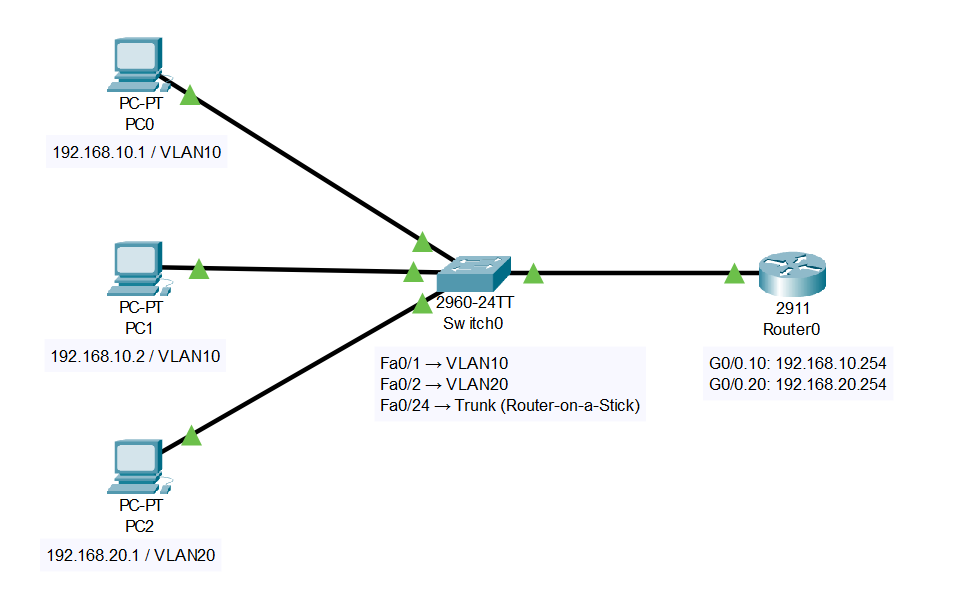 PC-PT
PC0
192.168.10.1 / VLAN10
PC-PT
PC1
192.168.10.2 / VLAN10
2960-24TT
Switch0
2911
Router0
Fa0/1 → VLAN10
Fa0/2 → VLAN20
Fa0/24 → Trunk (Router-on-a-Stick)
G0/0.10: 192.168.10.254
G0/0.20: 192.168.20.254
PC-PT
PC2
192.168.20.1 / VLAN20